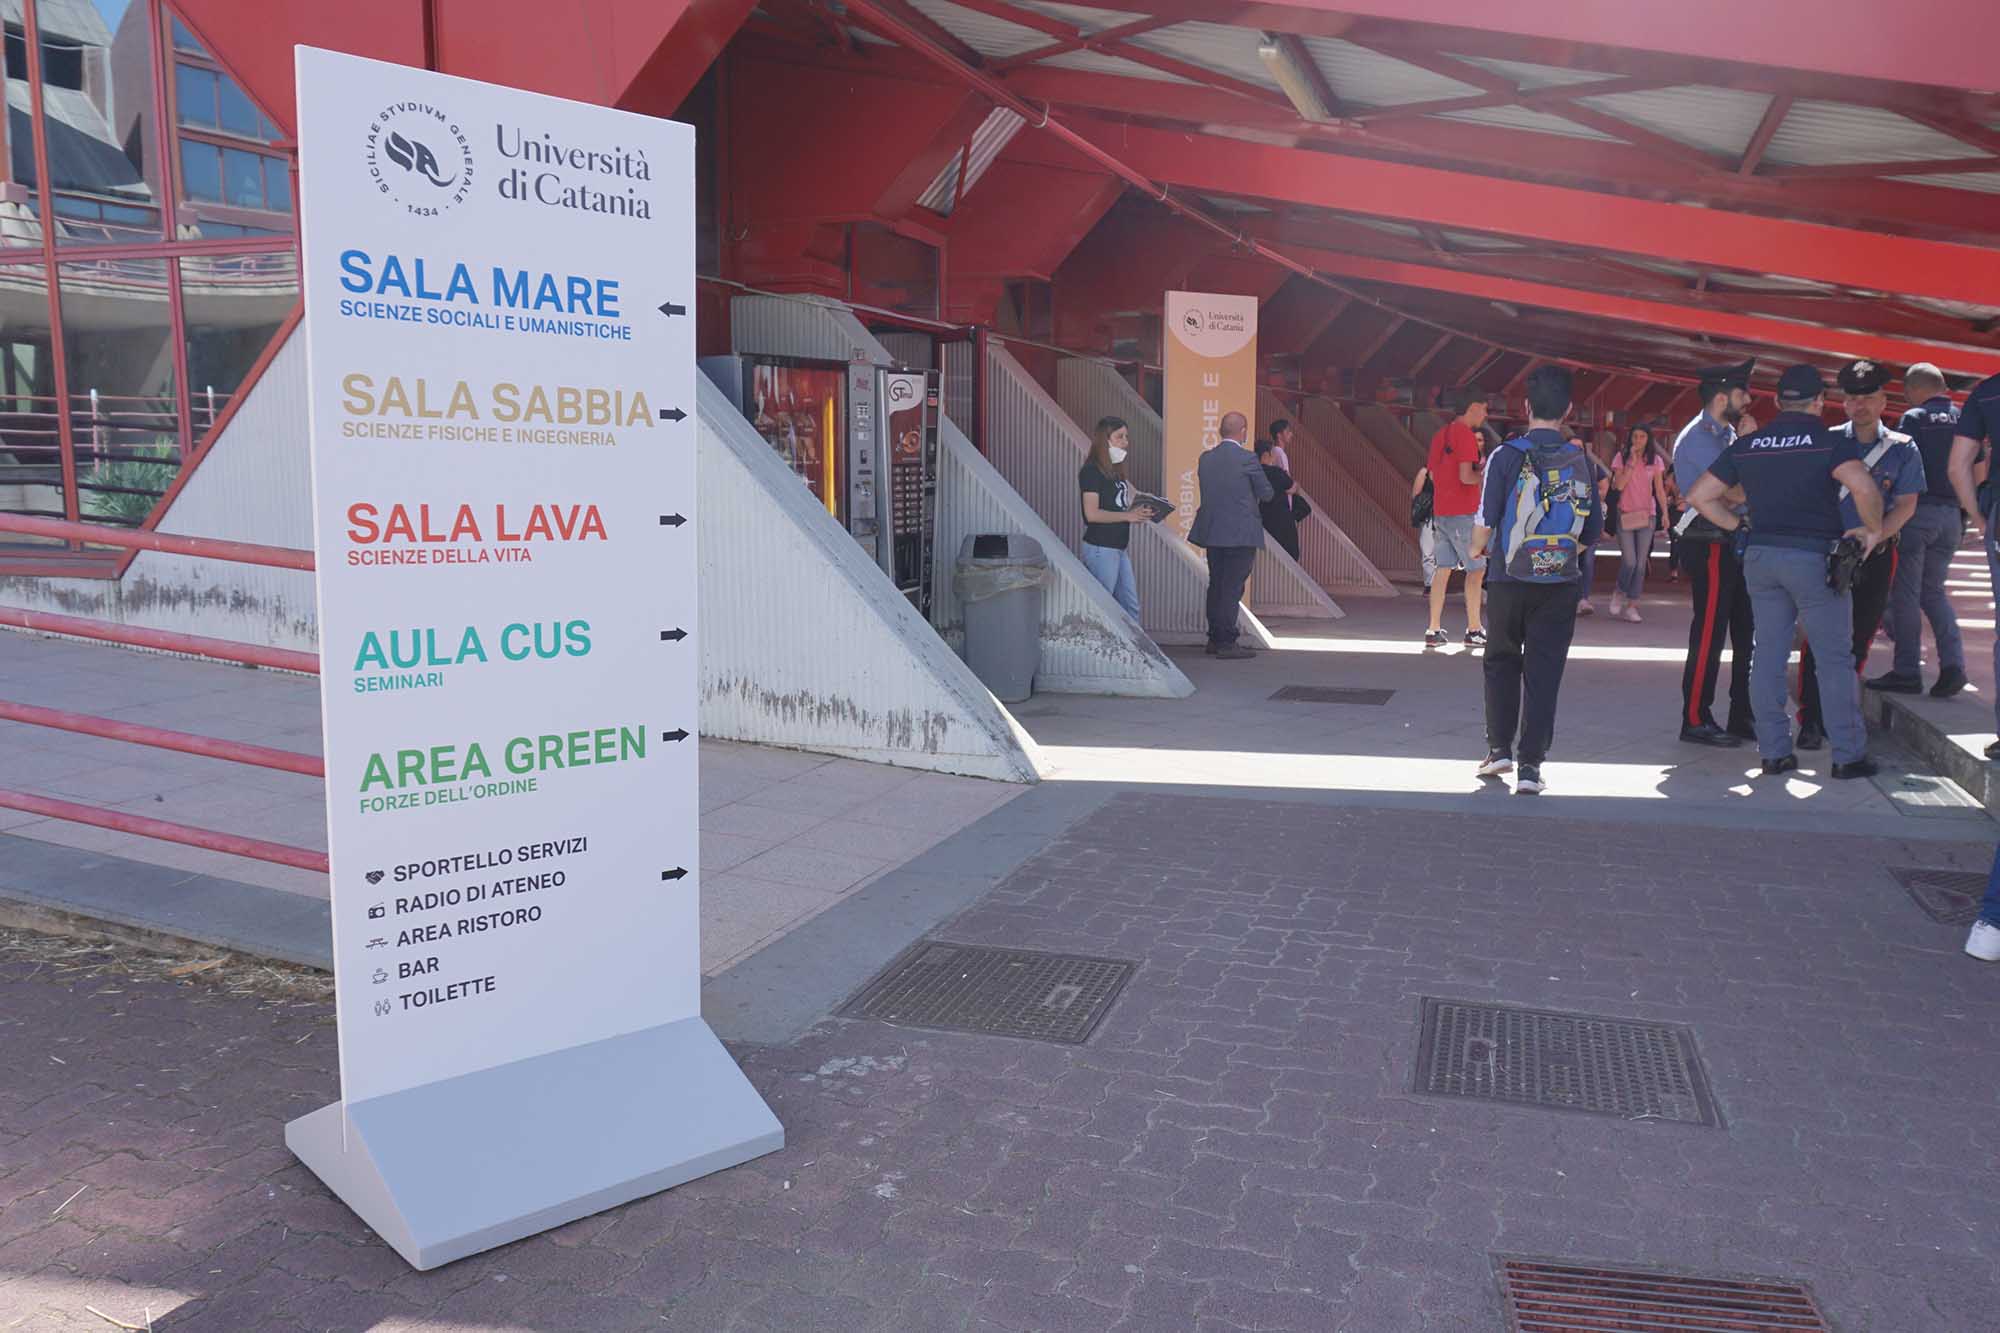 SICILIAE STVDIVM GENERALE
1434
Università
di Catania
SALA MARE
SCIENZE SOCIALI E UMANISTICHE
SALA SABBIA
SCIENZE FISICHE E INGEGNERIA
SALA LAVA
SCIENZE DELLA VITA
AULA CUS
SEMINARI
AREA GREEN
FORZE DELL'ORDINE
SPORTELLO SERVIZI
RADIO DI ATENEO
AREA RISTORO
BAR
TOILETTE
Università
di Catania
POLIZIA